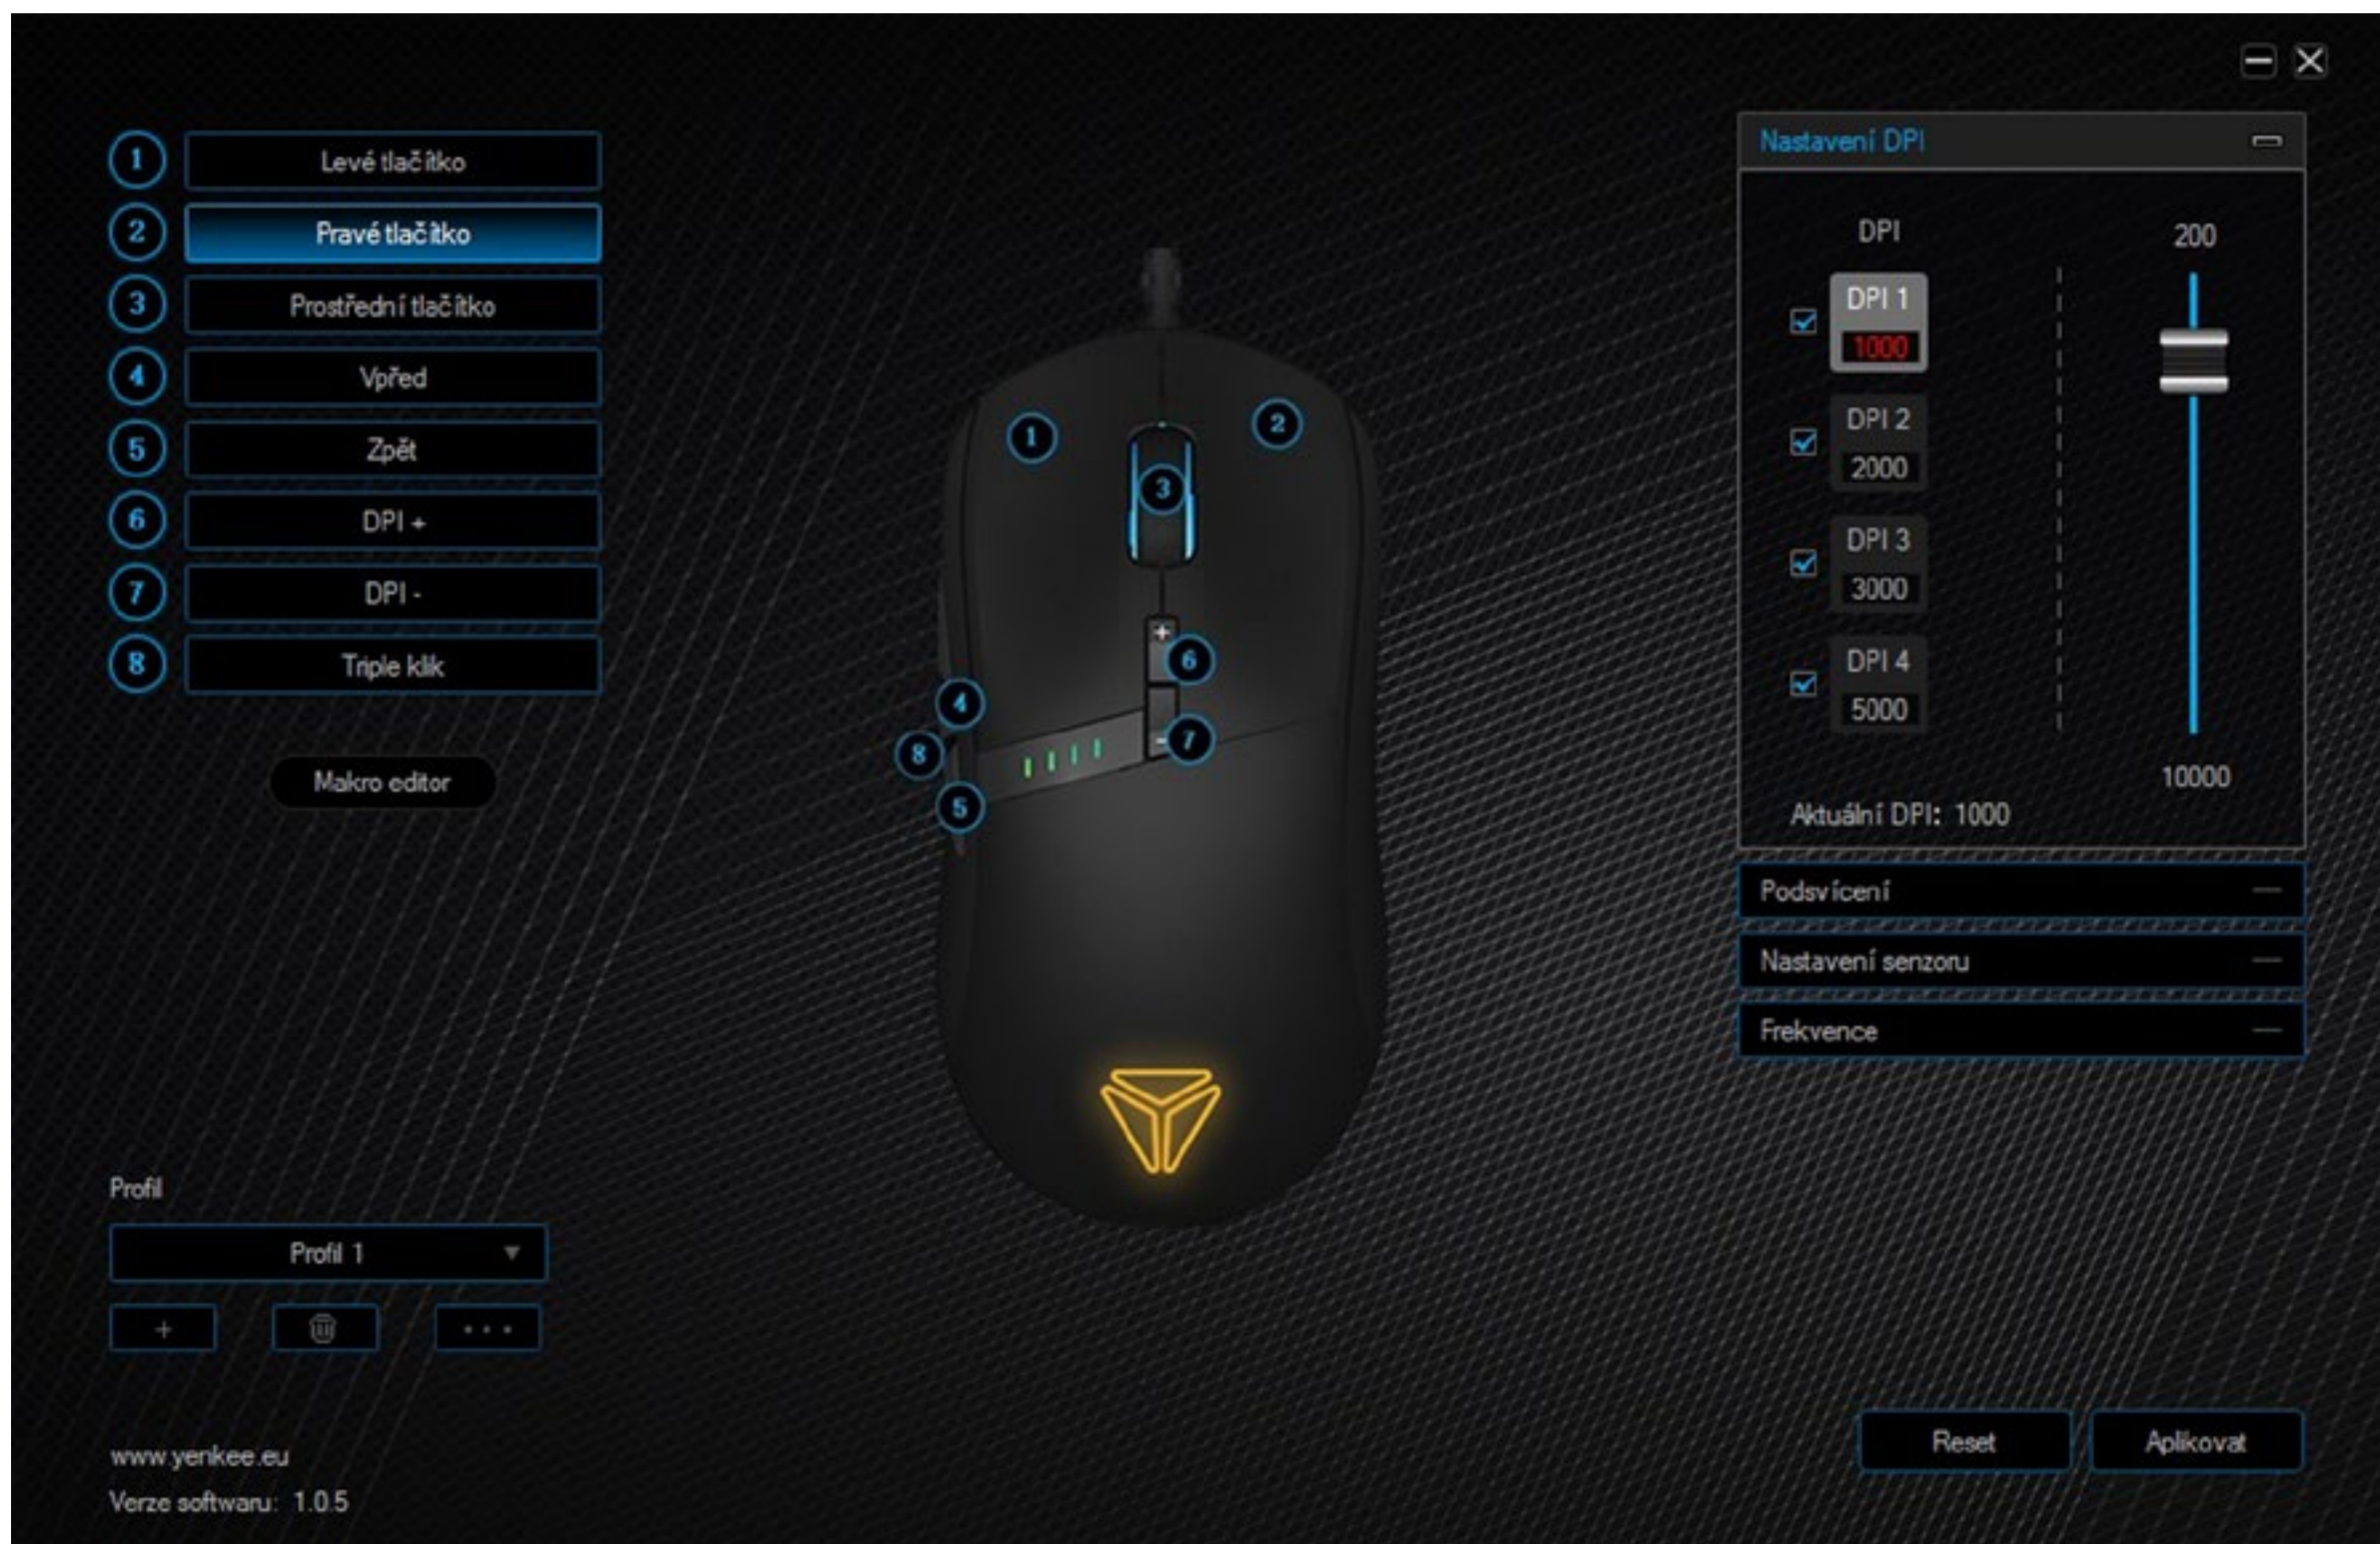 1 Levé tlačítko
2 Pravé tlačítko
3 Prostřední tlačítko
4 Vpřed
5 Zpět
6 DPI +
7 DPI -
8 Triple klik
Makro editor
Profil
Profil 1
+
www.yenkee.eu
Verze softwaru: 1.0.5
1
2
3
+
6
4
8
- 7
5
Nastavení DPI
DPI
200
DPI 1
1000
DPI 2
2000
DPI 3
3000
DPI 4
5000
10000
Aktuální DPI: 1000
Podsvícení
Nastavení senzoru
Frekvence
Reset
Aplikovat